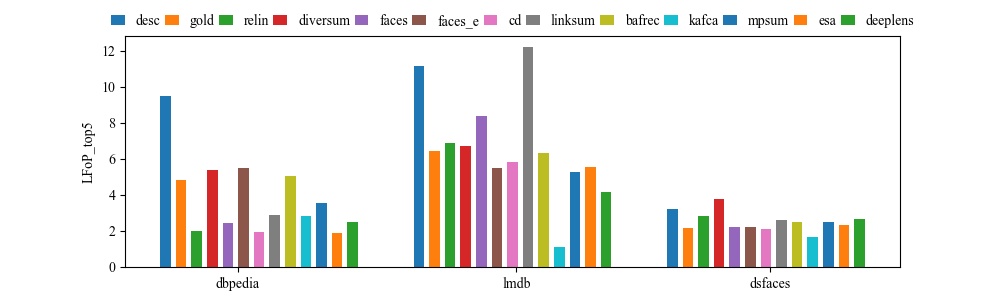 desc gold relin diversum faces faces_e cd linksum bafrec kafca mpsum esa deeplens
LFoP_top5
12
10
8
6
4
2
0
dbpedia lmdb dsfaces